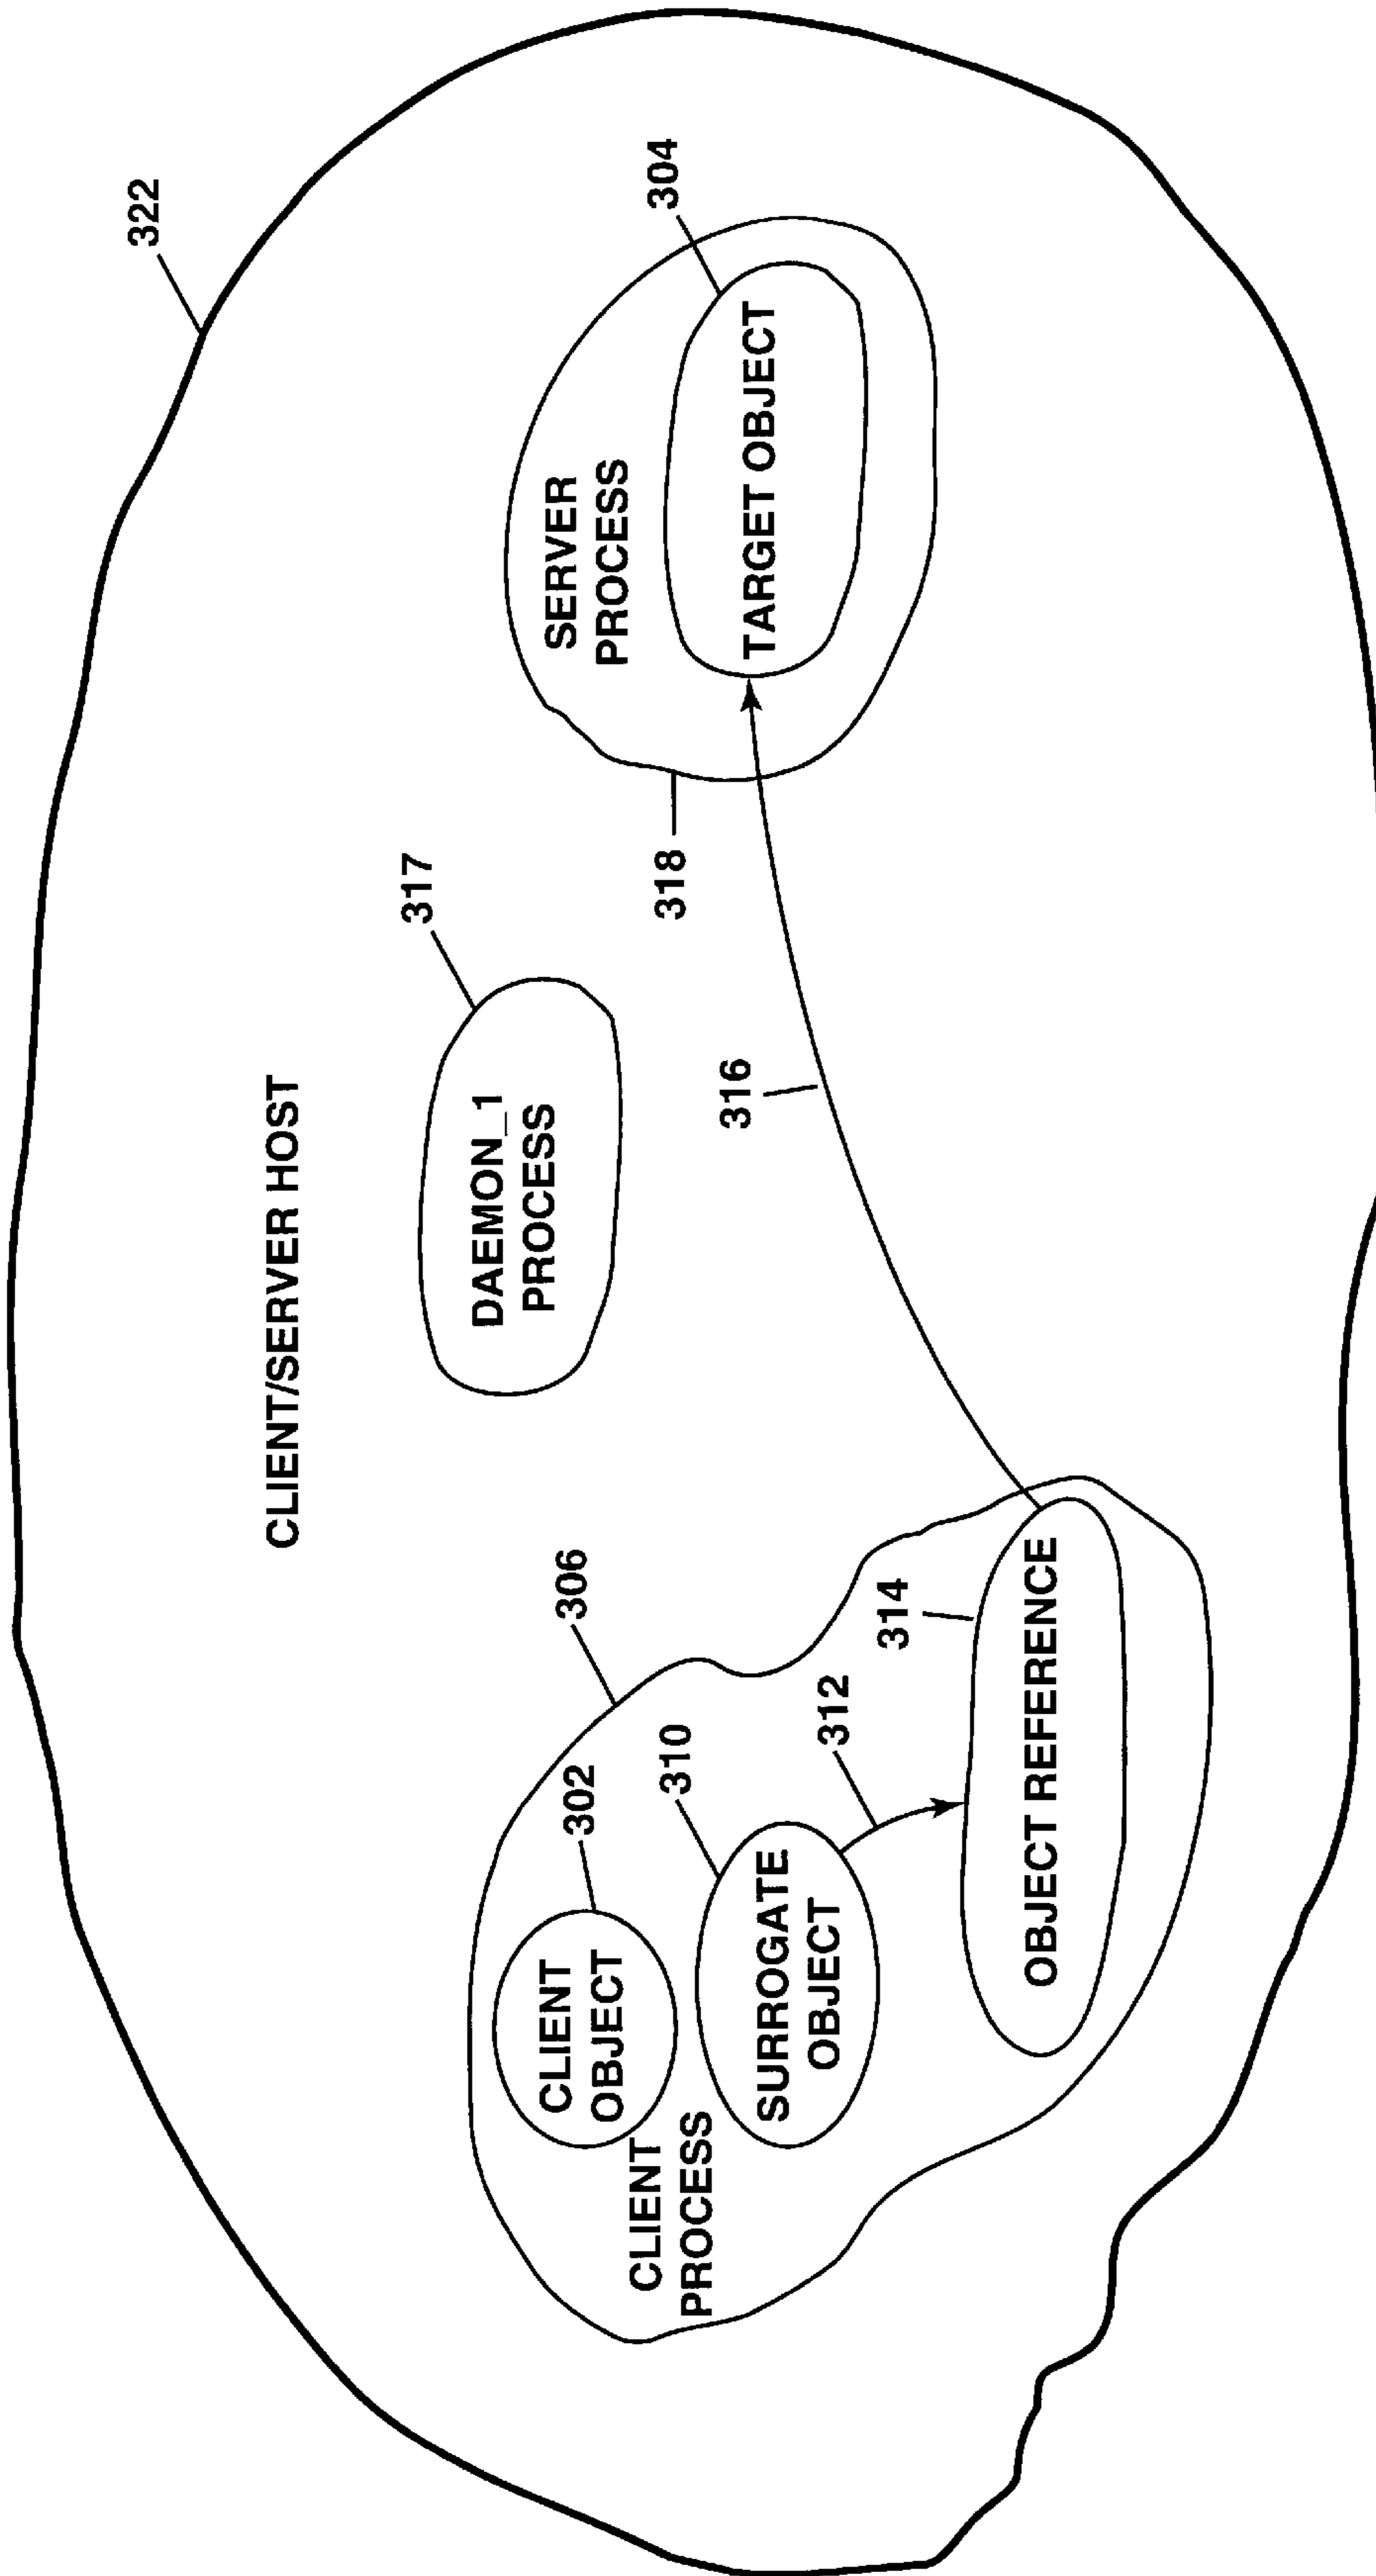 322
CLIENT/SERVER HOST
317
DAEMON_1
PROCESS
304
SERVER
PROCESS
TARGET OBJECT
318
316
306
302
CLIENT
OBJECT
CLIENT
PROCESS
310
SURROGATE
OBJECT
312
314
OBJECT REFERENCE